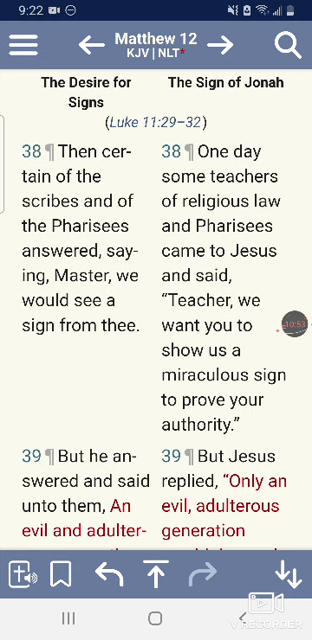 9:22
Matthew 12
KJV | NLT*
The Desire for
Signs
The Sign of Jonah
(Luke 11:29–32)
38 ¶ Then cer-
tain of the
scribes and of
the Pharisees
answered, say-
ing, Master, we
would see a
sign from thee.
38 ¶ One day
some teachers
of religious law
and Pharisees
came to Jesus
and said,
“Teacher, we
want you to
show us a
miraculous sign
to prove your
authority.”
10:53
39 ¶ But he an-
swered and said
unto them, An
evil and adulter-
39 ¶ But Jesus
replied, “Only an
evil, adulterous
generation
V RECORDER